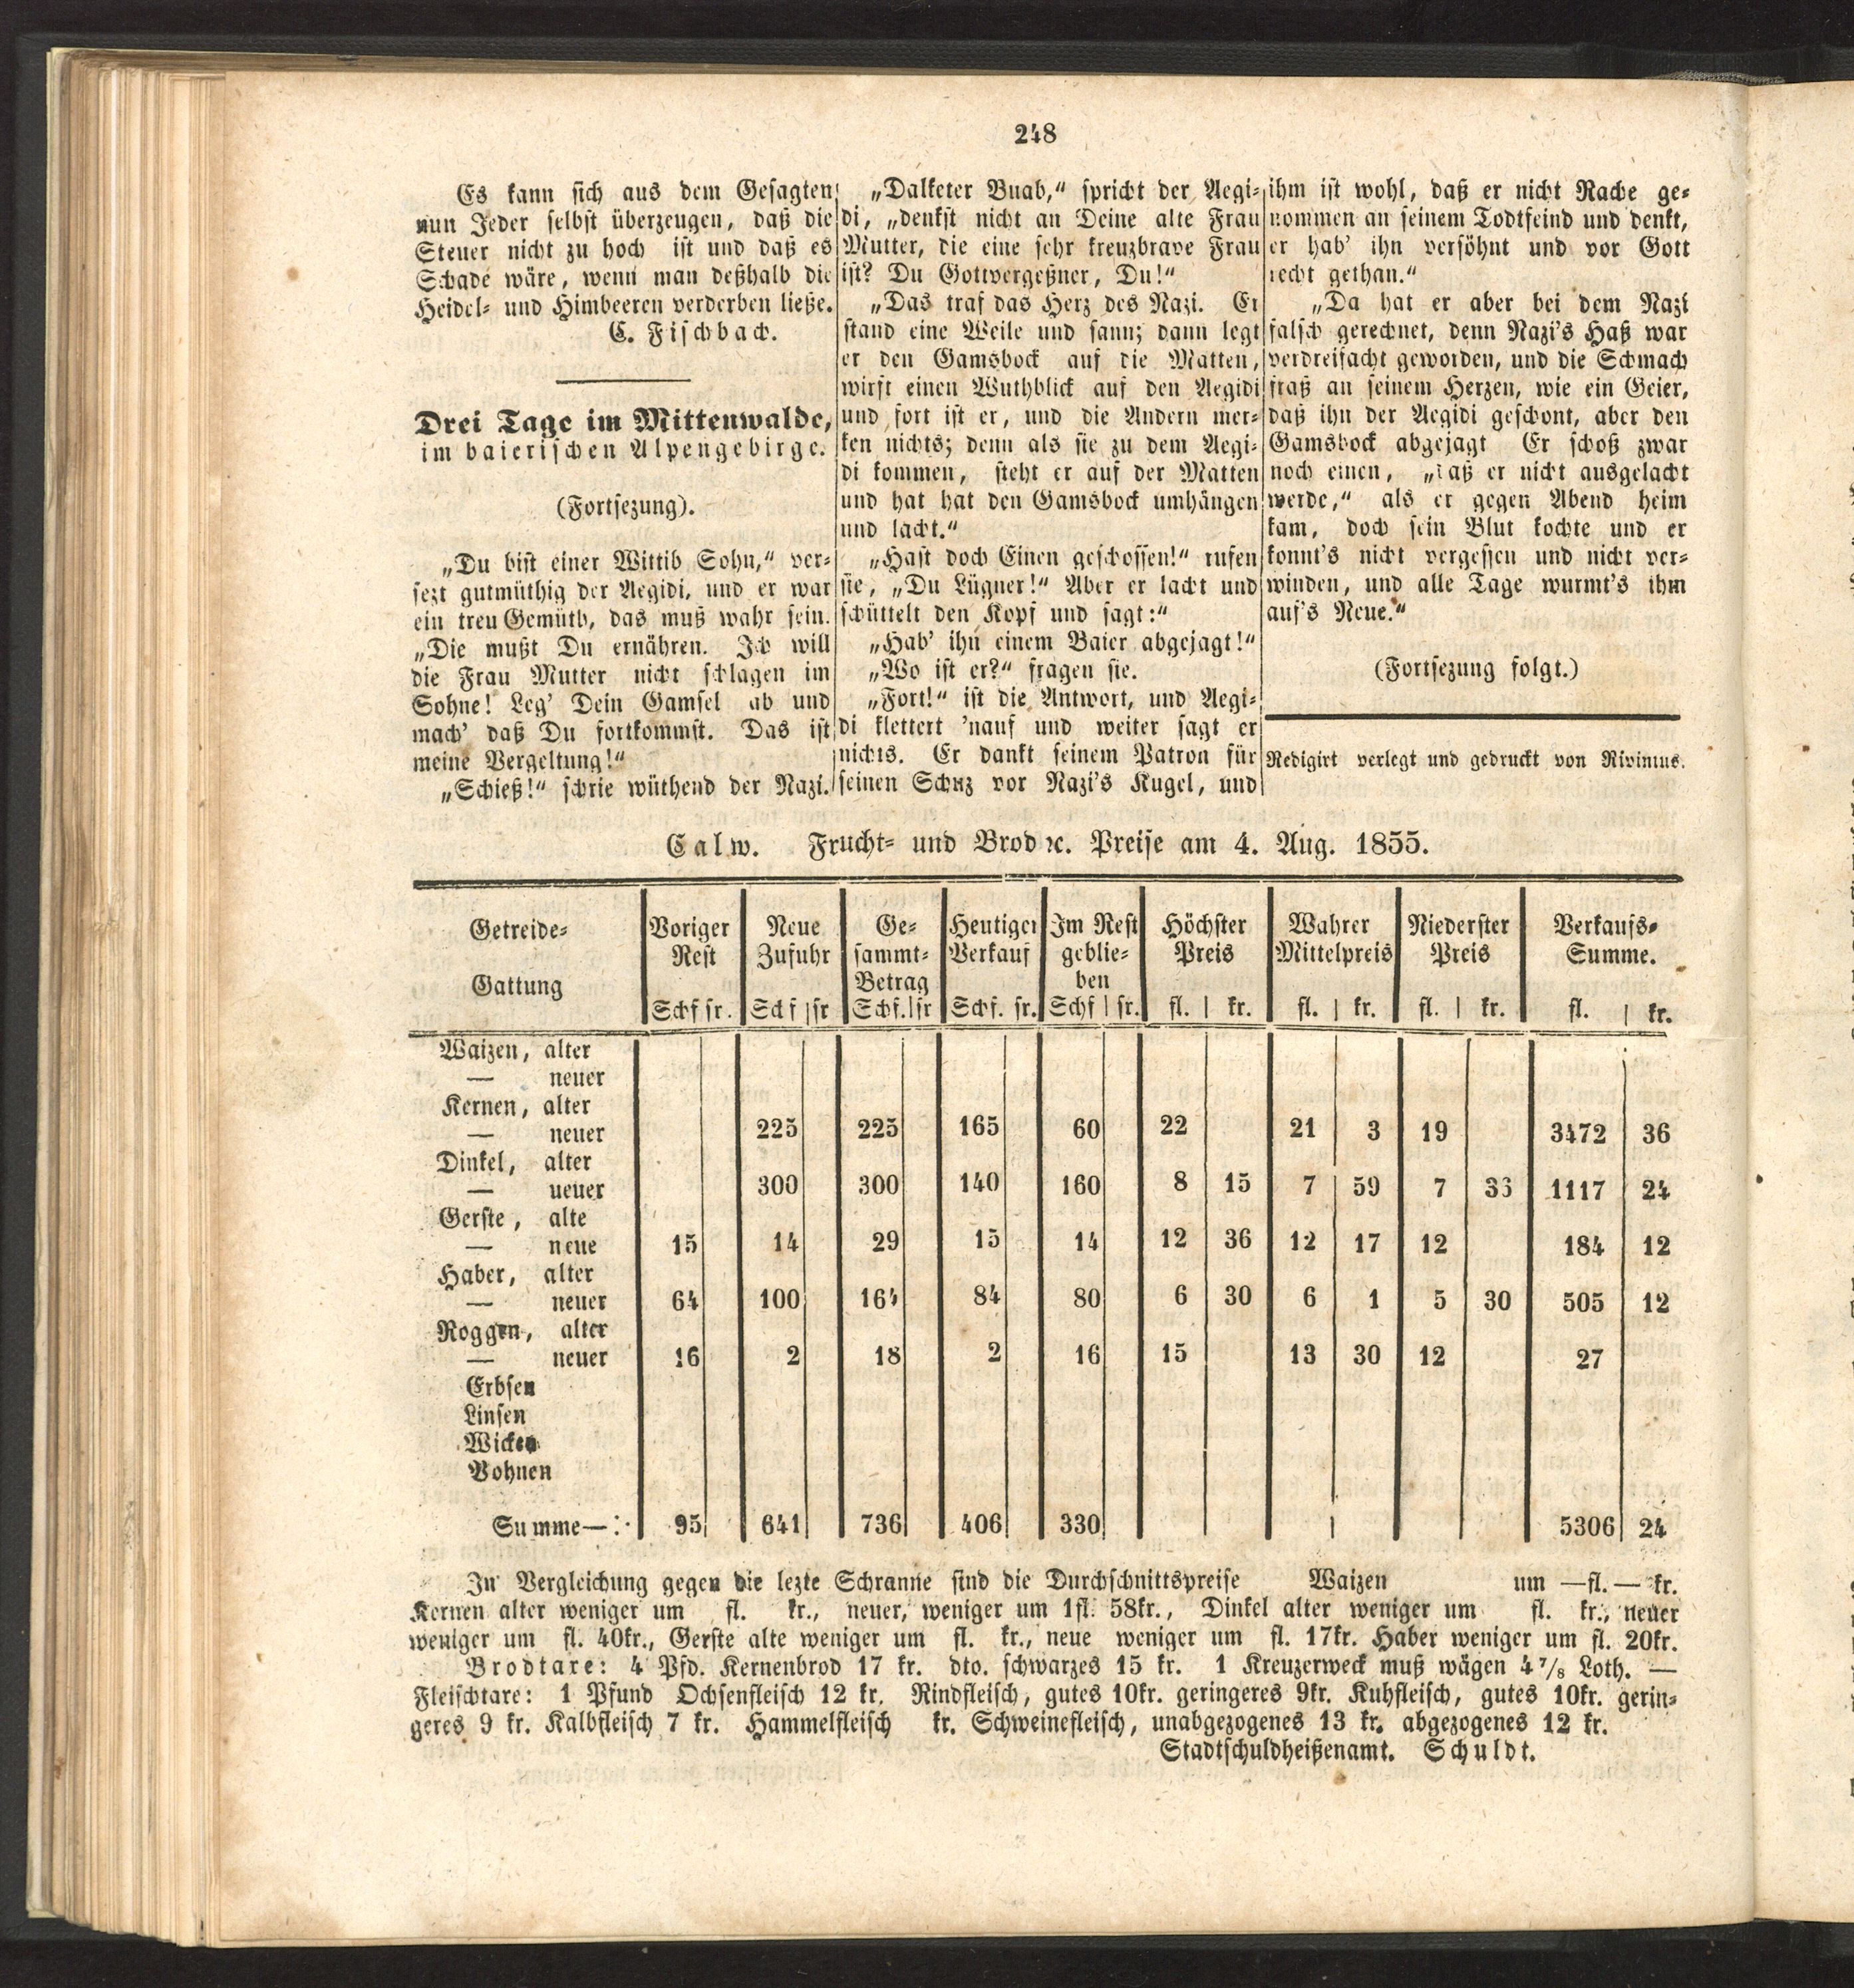 248
Es kann sich aus dem Gesagten
nun Jeder selbst überzeugen, daß die
Steuer nicht zu hoch ist und daß es
Schade wäre, wenn man deßhalb die
Heidel- und Himbeeren verderben ließe.
C. Fischbach.
Drei Tage im Mittenwalde,
im baierischen Alpengebirge.
(Fortsezung).
„Du bist einer Wittib Sohn,“ ver-
sezt gutmüthig der Aegidi, und er war
ein treu Gemüth, das muß wahr sein.
„Die mußt Du ernähren. Ich will
die Frau Mutter nicht schlagen im
Sohne! Leg' Dein Gamsel ab und
mach' daß Du fortkommst. Das ist
meine Vergeltung!“
„Schieß!“ schrie wüthend der Nazi.
„Dalketer Buab,“ spricht der Aegi-
di, „denkst nicht an Deine alte Frau
Mutter, die eine sehr kreuzbrave Frau
ist? Du Gottvergeßner, Du!“
„Das traf das Herz des Nazi. Er
stand eine Weile und sann; dann legt
er den Gamsbock auf die Matten,
wirft einen Wuthblick auf den Aegidi
und fort ist er, und die Andern mer-
ken nichts; denn als sie zu dem Aegi-
di kommen, steht er auf der Matten
und hat hat den Gamsbock umhängen
und lacht.“
„Hast doch Einen geschossen!“ rufen
sie, „Du Lügner!“ Aber er lacht und
schüttelt den Kopf und sagt:“
„Hab' ihn einem Baier abgejagt!“
„Wo ist er?“ fragen sie.
„Fort!“ ist die Antwort, und Aegi-
di klettert 'nauf und weiter sagt er
nichts. Er dankt seinem Patron für
seinen Schuz vor Nazi's Kugel, und
ihm ist wohl, daß er nicht Rache ge-
nommen an seinem Todtfeind und denkt,
er hab' ihn versöhnt und vor Gott
recht gethan.“
„Da hat er aber bei dem Nazi
falsch gerechnet, denn Nazi's Haß war
verdreifacht geworden, und die Schmach
fraß an seinem Herzen, wie ein Geier,
daß ihn der Aegidi geschont, aber den
Gamsbock abgejagt Er schoß zwar
noch einen, „daß er nicht ausgelacht
werde,“ als er gegen Abend heim
kam, doch sein Blut kochte und er
konnt's nicht vergessen und nicht ver-
winden, und alle Tage wurmt's ihm
auf's Neue.“
(Fortsezung folgt.)
Redigirt verlegt und gedruckt von Rivinius.
Calw. Frucht- und Brod ꝛc. Preise am 4. Aug. 1855.
Getreide- Gattung | Voriger Rest | Neue Zufuhr | Ge- sammt- Betrag | Heutiger Verkauf | Im Rest geblie- ben | Höchster Preis | Wahrer Mittelpreis | Niederster Preis | Verkaufs- Summe.
Schf sr. | Schf sr | Schf. sr | Schf. sr. | Schf sr. | fl. kr. | fl. kr. | fl. kr. | fl. kr.
Waizen, alter
— neuer
Kernen, alter
— neuer 225 225 165 60 22 21 3 19 3472 36
Dinkel, alter
— neuer 300 300 140 160 8 15 7 59 7 33 1117 24
Gerste, alte
— neue 15 14 29 15 14 12 36 12 17 12 184 12
Haber, alter
— neuer 64 100 164 84 80 6 30 6 1 5 30 505 12
Roggen, alter
— neuer 16 2 18 2 16 15 13 30 12 27
Erbsen
Linsen
Wicken
Bohnen
Summe—: 95 641 736 406 330 5306 24
In Vergleichung gegen die lezte Schranne sind die Durchschnittspreise Waizen um —fl.— kr.
Kernen alter weniger um fl. kr., neuer, weniger um 1fl. 58kr., Dinkel alter weniger um fl. kr., neuer
weniger um fl. 40kr., Gerste alte weniger um fl. kr., neue weniger um fl. 17kr. Haber weniger um fl. 20kr.
Brodtare: 4 Pfd. Kernenbrod 17 kr. dto. schwarzes 15 kr. 1 Kreuzerweck muß wägen 4 7/8 Loth. —
Fleischtare: 1 Pfund Ochsenfleisch 12 kr. Rindfleisch, gutes 10kr. geringeres 9kr. Kuhfleisch, gutes 10kr. gerin-
geres 9 kr. Kalbfleisch 7 kr. Hammelfleisch kr. Schweinefleisch, unabgezogenes 13 kr. abgezogenes 12 kr.
Stadtschuldheißenamt. Schuldt.